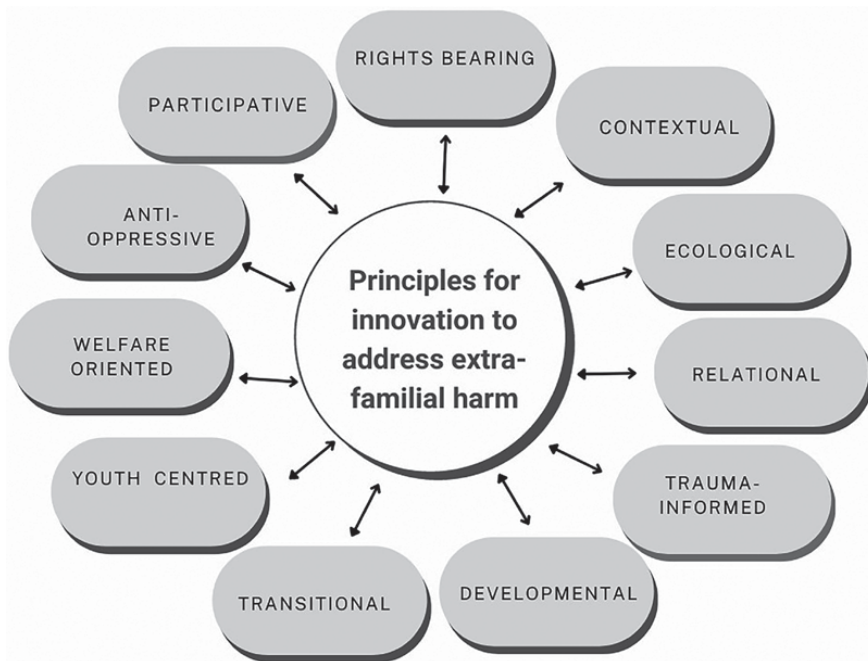 RIGHTS BEARING
PARTICIPATIVE
CONTEXTUAL
ANTI-
OPPRESSIVE
ECOLOGICAL
Principles for
innovation to
address extra-
familial harm
WELFARE
ORIENTED
RELATIONAL
YOUTH CENTRED
TRAUMA-
INFORMED
TRANSITIONAL
DEVELOPMENTAL